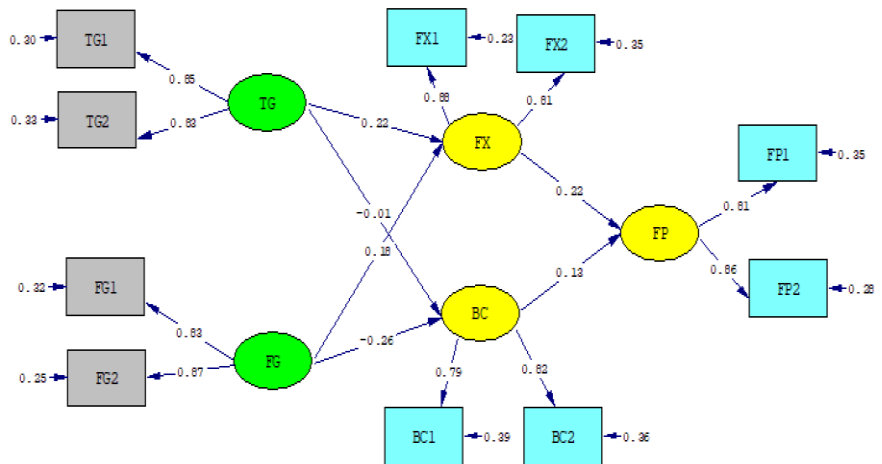 0.30
TG1
0.33
TG2
0.85
0.83
TG
FX1
0.23
FX2
0.35
0.88
0.81
0.22
FX
-0.01
0.18
0.22
FP1
0.35
0.81
FP
0.86
FP2
0.28
0.32
FG1
0.25
FG2
0.83
0.87
FG
-0.26
BC
0.13
0.79
0.82
BC1
0.39
BC2
0.36